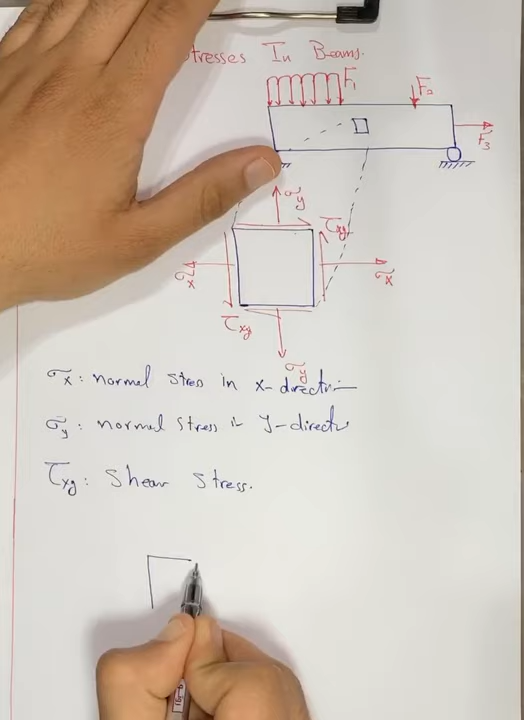 tresses In Beams.
F₁
F₂
F₃
σy
τxy
σx
σx
τxy
σy
σx: normal stress in x-direction
σy: normal stress in y-direct
τxy: Shear stress.